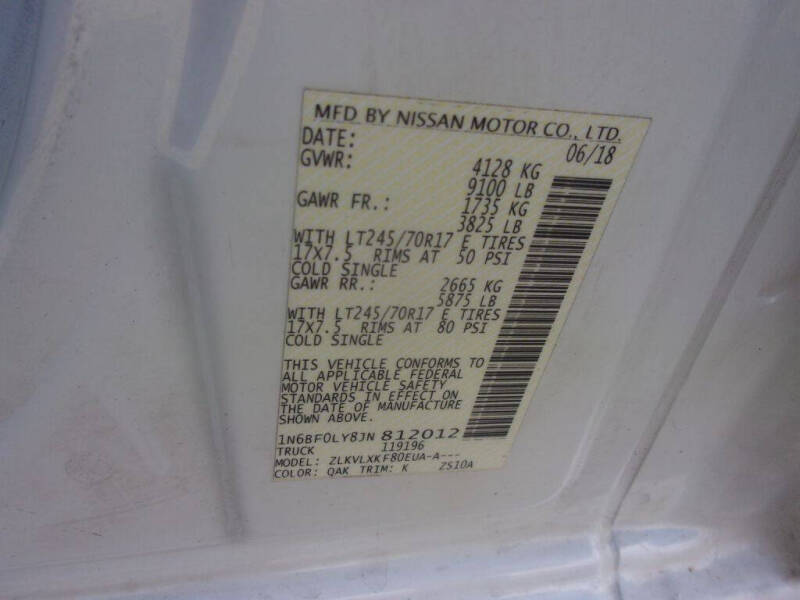 MFD BY NISSAN MOTOR CO., LTD.
DATE: 06/18
GVWR: 4128 KG
9100 LB
GAWR FR.: 1735 KG
3825 LB
WITH LT245/70R17 E TIRES
17X7.5 RIMS AT 50 PSI
COLD SINGLE
GAWR RR.: 2665 KG
5875 LB
WITH LT245/70R17 E TIRES
17X7.5 RIMS AT 80 PSI
COLD SINGLE
THIS VEHICLE CONFORMS TO
ALL APPLICABLE FEDERAL
MOTOR VEHICLE SAFETY
STANDARDS IN EFFECT ON
THE DATE OF MANUFACTURE
SHOWN ABOVE.
1N6BF0LY8JN 812012
TRUCK 119196
MODEL: ZLKVLXKF80EUA-A---
COLOR: QAK TRIM: K ZS10A